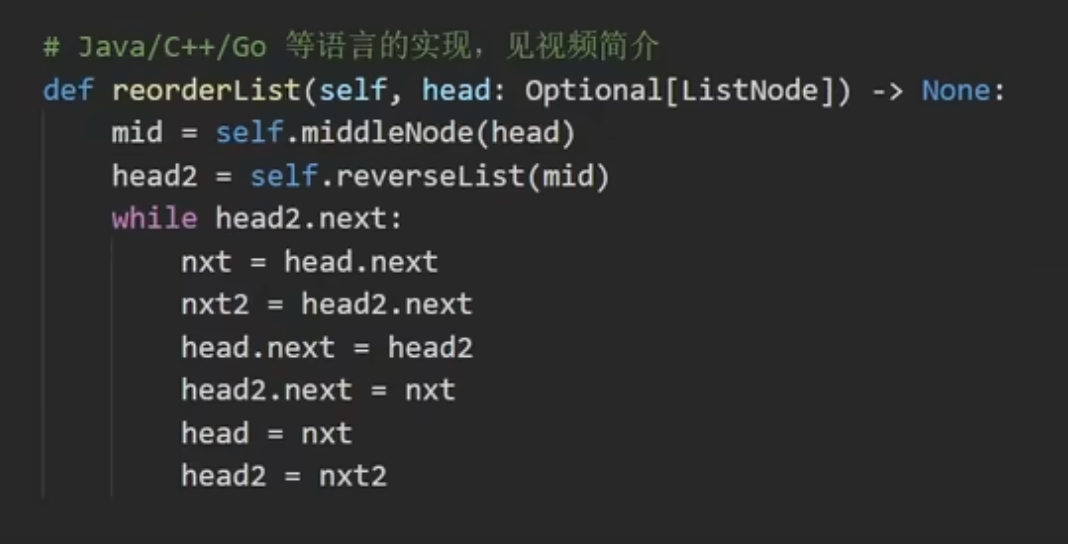 # Java/C++/Go 等语言的实现，见视频简介
def reorderList(self, head: Optional[ListNode]) -> None:
    mid = self.middleNode(head)
    head2 = self.reverseList(mid)
    while head2.next:
        nxt = head.next
        nxt2 = head2.next
        head.next = head2
        head2.next = nxt
        head = nxt
        head2 = nxt2